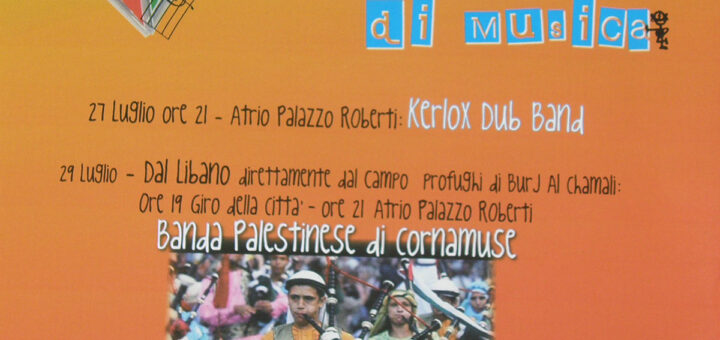 di Musica
27 Luglio ore 21 - Atrio Palazzo Roberti: Kerlox Dub Band
29 Luglio - Dal Libano direttamente dal campo profughi di Burj Al Chamali:
Ore 19 Giro della Citta' - ore 21 Atrio Palazzo Roberti
Banda Palestinese di cornamuse